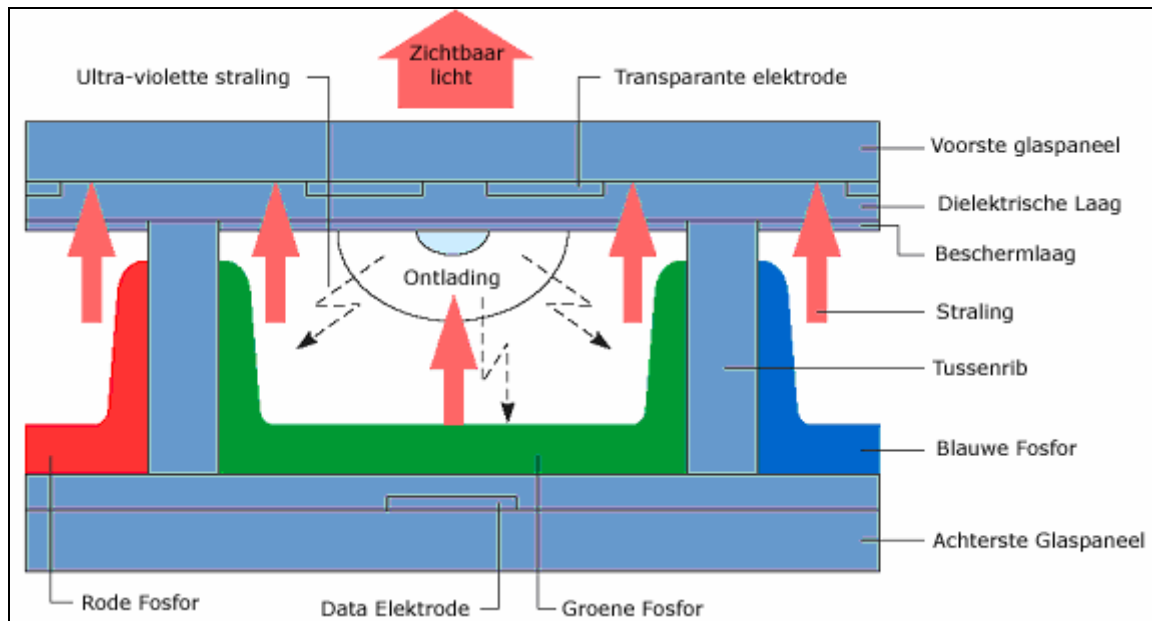 Zichtbaar
licht
Ultra-violette straling
Transparante elektrode
Voorste glaspaneel
Dielektrische Laag
Beschermlaag
Ontlading
Straling
Tussenrib
Blauwe Fosfor
Achterste Glaspaneel
Rode Fosfor
Data Elektrode
Groene Fosfor